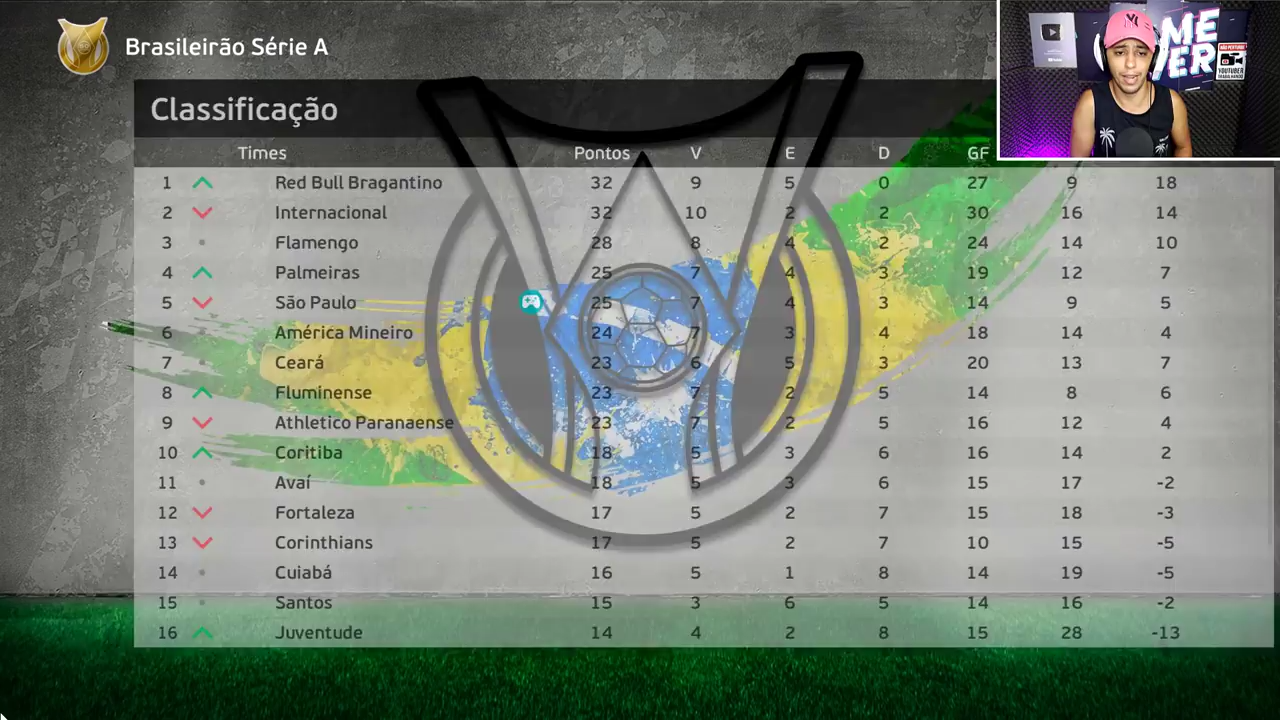 Brasileirão Série A
Classificação
Times Pontos V E D GF
1 Red Bull Bragantino 32 9 5 0 27 9 18
2 Internacional 32 10 2 2 30 16 14
3 Flamengo 28 8 4 2 24 14 10
4 Palmeiras 25 7 4 3 19 12 7
5 São Paulo 25 7 4 3 14 9 5
6 América Mineiro 24 7 3 4 18 14 4
7 Ceará 23 6 5 3 20 13 7
8 Fluminense 23 7 2 5 14 8 6
9 Athletico Paranaense 23 7 2 5 16 12 4
10 Coritiba 18 5 3 6 16 14 2
11 Avaí 18 5 3 6 15 17 -2
12 Fortaleza 17 5 2 7 15 18 -3
13 Corinthians 17 5 2 7 10 15 -5
14 Cuiabá 16 5 1 8 14 19 -5
15 Santos 15 3 6 5 14 16 -2
16 Juventude 14 4 2 8 15 28 -13
ME
ER
NÃO PERTURBE
YOUTUBER
TRABALHANDO